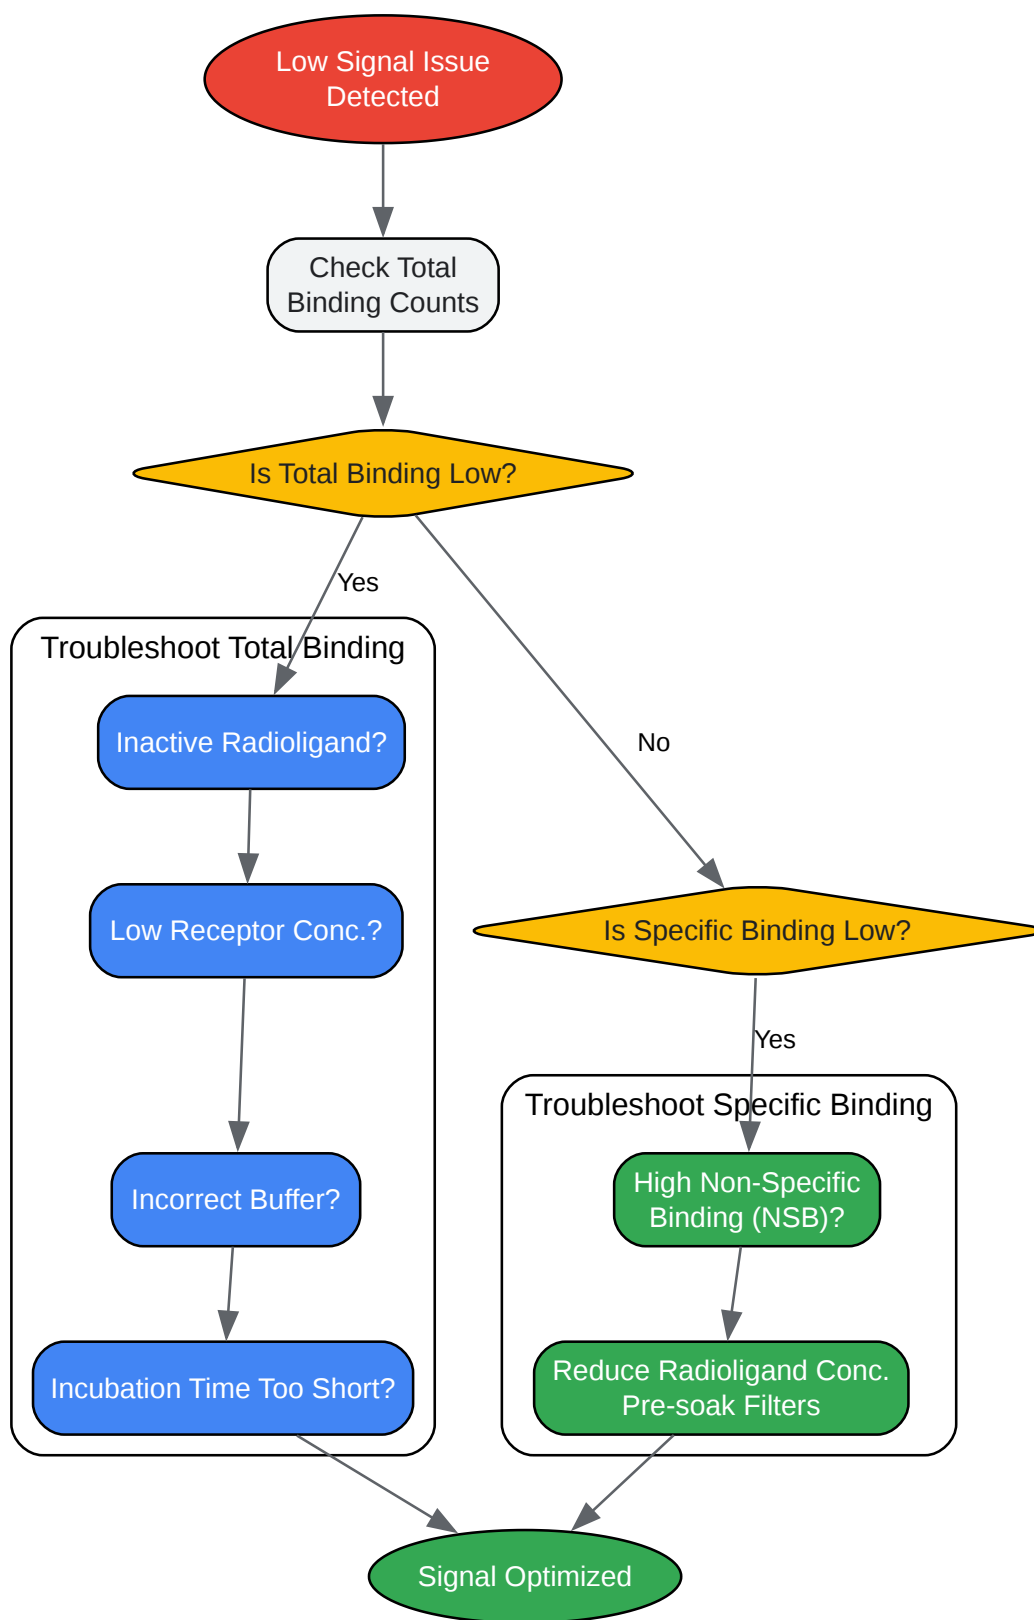 Low Signal Issue
Detected
Check Total
Binding Counts
Is Total Binding Low?
Yes
No
Troubleshoot Total Binding
Inactive Radioligand?
Low Receptor Conc.?
Incorrect Buffer?
Incubation Time Too Short?
Is Specific Binding Low?
Yes
Troubleshoot Specific Binding
High Non-Specific
Binding (NSB)?
Reduce Radioligand Conc.
Pre-soak Filters
Signal Optimized